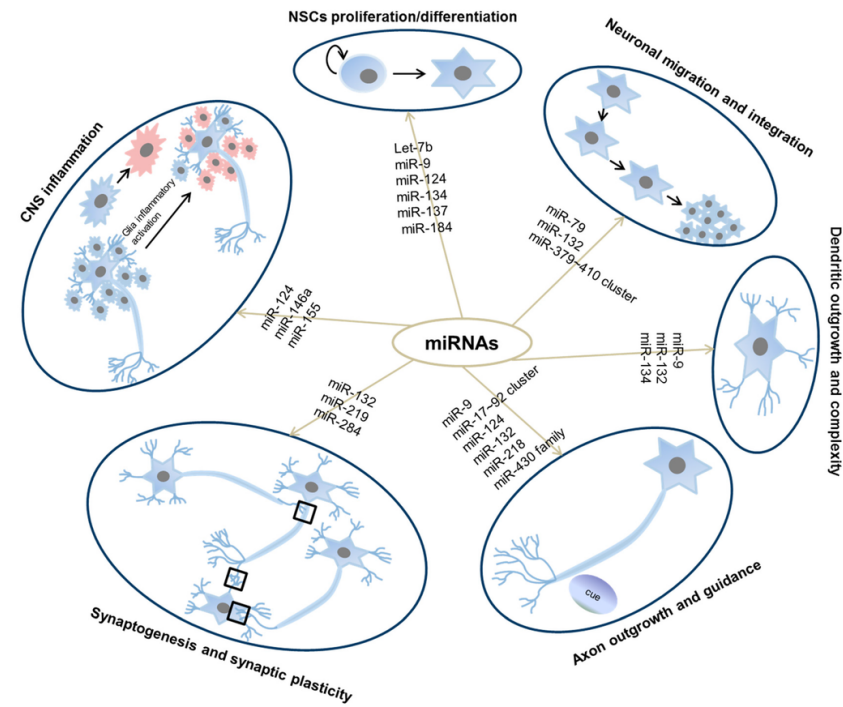 NSCs proliferation/differentiation
Neuronal migration and integration
CNS inflammation
Glia inflammatory
activation
Let-7b
miR-9
miR-124
miR-134
miR-137
miR-184
miR-79
miR-132
miR-379~410 cluster
Dendritic outgrowth and complexity
miR-124
miR-146a
miR-155
miRNAs
miR-9
miR-132
miR-134
miR-132
miR-219
miR-284
miR-9
miR-17~92 cluster
miR-124
miR-132
miR-218
miR-430 family
cue
Synaptogenesis and synaptic plasticity
Axon outgrowth and guidance